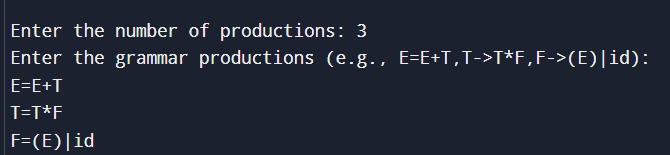 Enter the number of productions: 3
Enter the grammar productions (e.g., E=E+T,T->T*F,F->(E)|id):
E=E+T
T=T*F
F=(E)|id